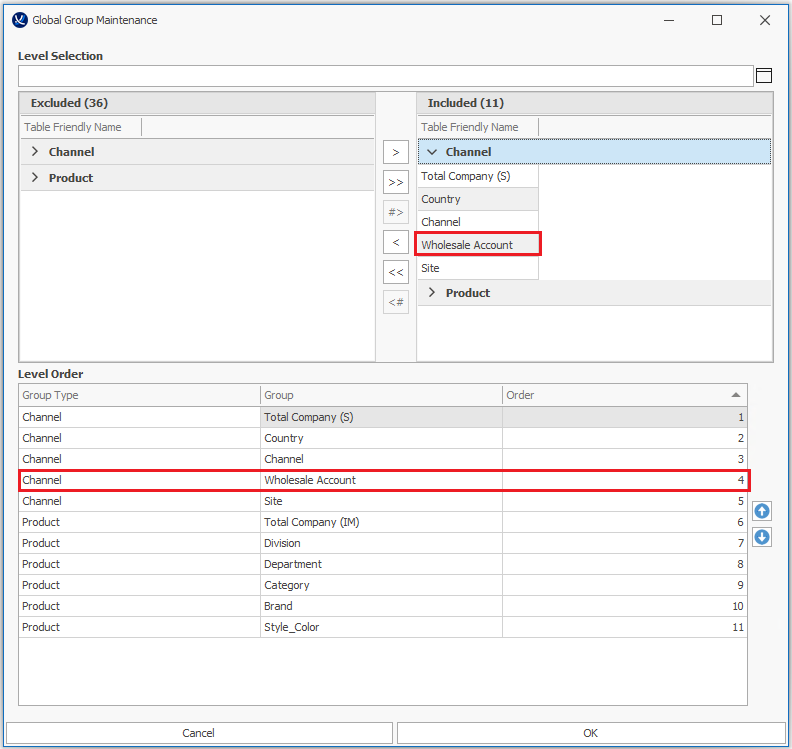 Global Group Maintenance
Level Selection
Excluded (36)
Table Friendly Name
Channel
Product
>
>>
#>
<
<<
<#
Included (11)
Table Friendly Name
Channel
Total Company (S)
Country
Channel
Wholesale Account
Site
Product
Level Order
Group Type Group Order
Channel Total Company (S) 1
Channel Country 2
Channel Channel 3
Channel Wholesale Account 4
Channel Site 5
Product Total Company (IM) 6
Product Division 7
Product Department 8
Product Category 9
Product Brand 10
Product Style_Color 11
Cancel OK